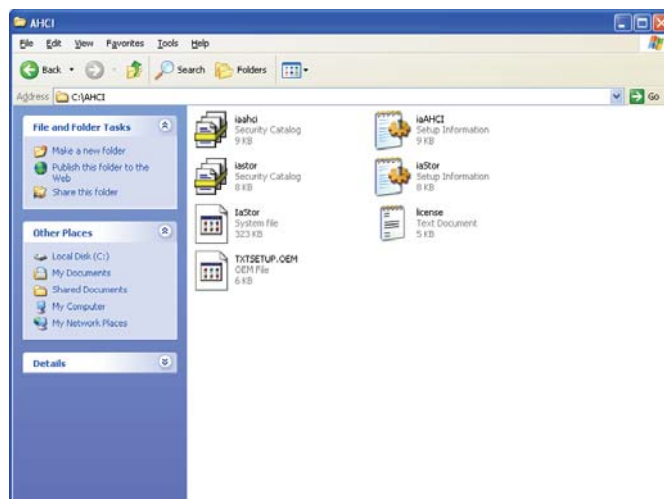 AHCI
File Edit View Favorites Tools Help
Back Search Folders
Address C:\AHCI Go
File and Folder Tasks
Make a new folder
Publish this folder to the
Web
Share this folder
Other Places
Local Disk (C:)
My Documents
Shared Documents
My Computer
My Network Places
Details
iaahci
Security Catalog
9 KB
iaAHCI
Setup Information
9 KB
iastor
Security Catalog
8 KB
iaStor
Setup Information
8 KB
IaStor
System file
323 KB
license
Text Document
5 KB
TXTSETUP.OEM
OEM File
6 KB